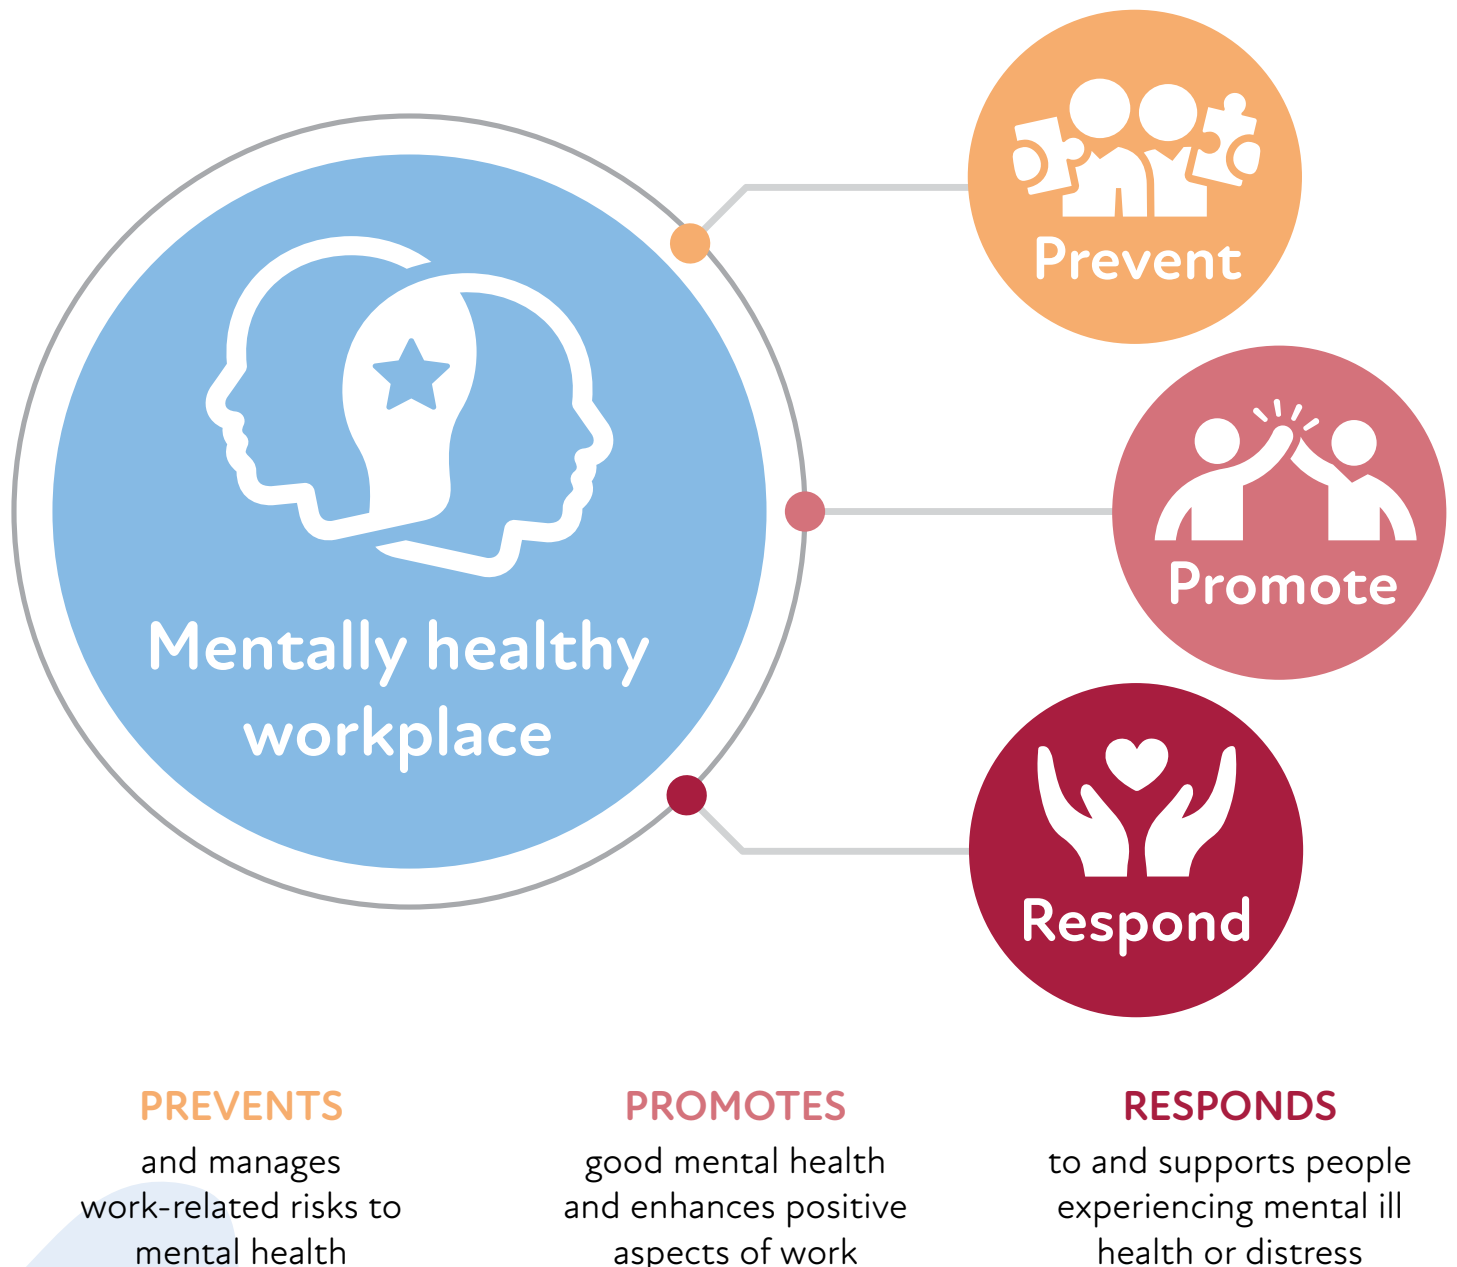 Prevent
Mentally healthy
workplace
Promote
Respond
PREVENTS
and manages
work-related risks to
mental health
PROMOTES
good mental health
and enhances positive
aspects of work
RESPONDS
to and supports people
experiencing mental ill
health or distress